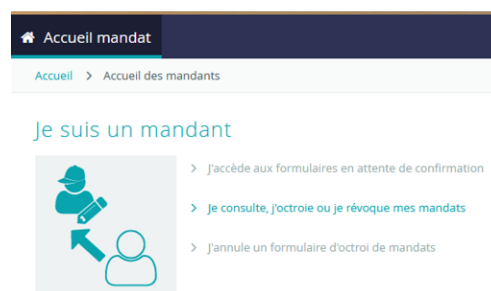 Accueil mandat
Accueil > Accueil des mandants
Je suis un mandant
> J'accède aux formulaires en attente de confirmation
> Je consulte, j'octroie ou je révoque mes mandats
> J'annule un formulaire d'octroi de mandats